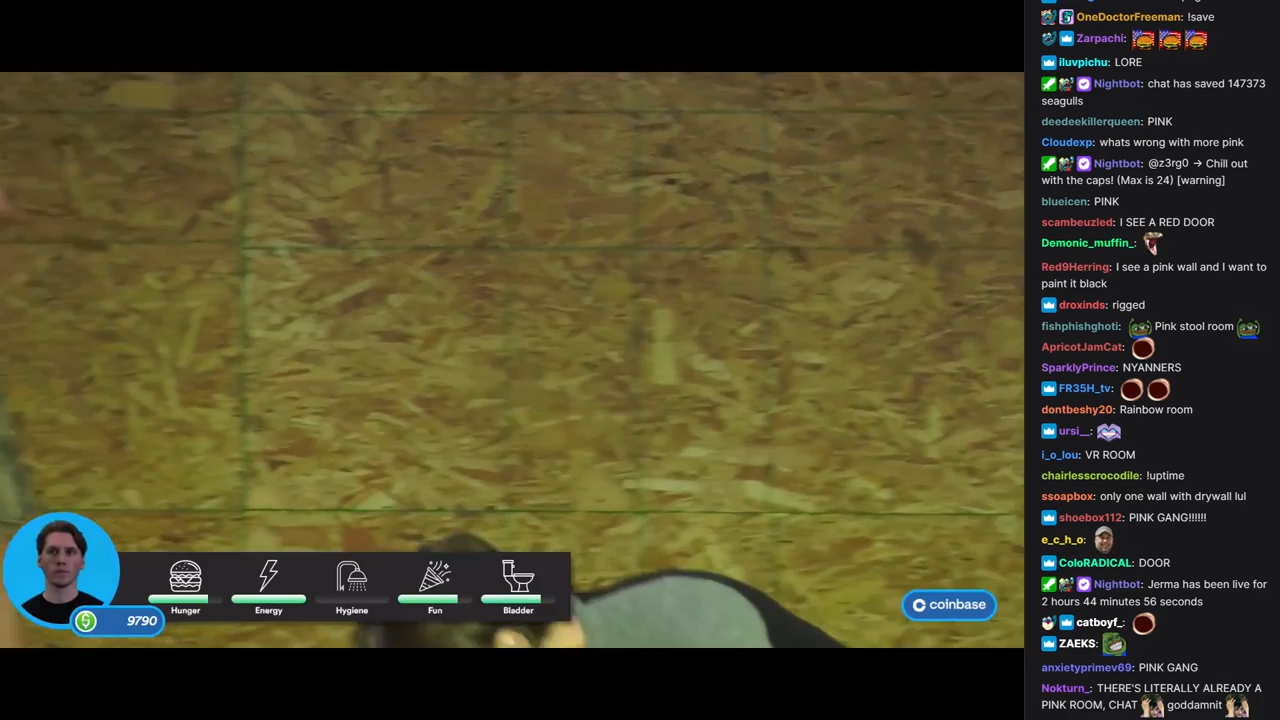 OneDoctorFreeman: !save
Zarpachi:
iluvpichu: LORE
Nightbot: chat has saved 147373
seagulls
deedeekillerqueen: PINK
Cloudexp: whats wrong with more pink
Nightbot: @z3rg0 → Chill out
with the caps! (Max is 24) [warning]
blueicen: PINK
scambeuzled: I SEE A RED DOOR
Demonic_muffin_:
Red9Herring: I see a pink wall and I want to
paint it black
droxinds: rigged
fishphishghoti: Pink stool room
ApricotJamCat:
SparklyPrince: NYANNERS
FR35H_tv:
dontbeshy20: Rainbow room
ursi__:
i_o_lou: VR ROOM
chairlesscrocodile: !uptime
ssoapbox: only one wall with drywall lul
shoebox112: PINK GANG!!!!!!
e_c_h_o:
ColoRADICAL: DOOR
Nightbot: Jerma has been live for
2 hours 44 minutes 56 seconds
catboyf_:
ZAEKS:
anxietyprimev69: PINK GANG
Nokturn_: THERE'S LITERALLY ALREADY A
PINK ROOM, CHAT goddamnit
Hunger
Energy
Hygiene
Fun
Bladder
9790
coinbase